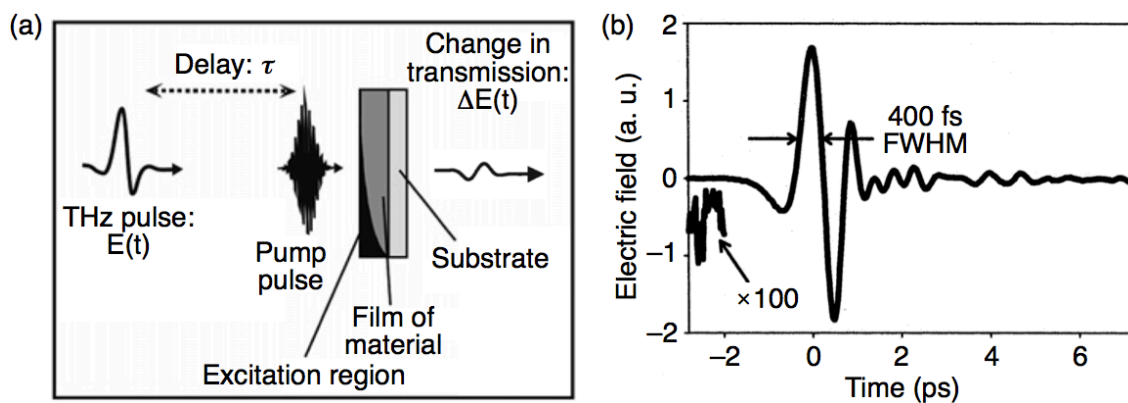 (a)
Delay: τ
Change in
transmission:
ΔE(t)
THz pulse:
E(t)
Pump
pulse
Substrate
Film of
material
Excitation region
(b)
Electric field (a. u.)
2
1
0
−1
−2
400 fs
FWHM
×100
−2
0
2
4
6
Time (ps)